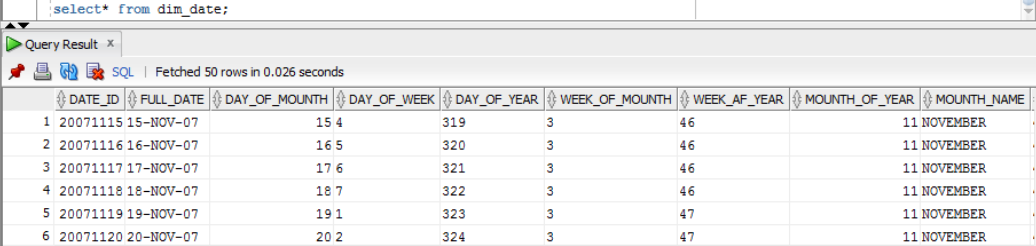 select* from dim_date;
Query Result x
SQL | Fetched 50 rows in 0.026 seconds
DATE_ID FULL_DATE DAY_OF_MOUNTH DAY_OF_WEEK DAY_OF_YEAR WEEK_OF_MOUNTH WEEK_AF_YEAR MOUNTH_OF_YEAR MOUNTH_NAME
1 20071115 15-NOV-07 15 4 319 3 46 11 NOVEMBER
2 20071116 16-NOV-07 16 5 320 3 46 11 NOVEMBER
3 20071117 17-NOV-07 17 6 321 3 46 11 NOVEMBER
4 20071118 18-NOV-07 18 7 322 3 46 11 NOVEMBER
5 20071119 19-NOV-07 19 1 323 3 47 11 NOVEMBER
6 20071120 20-NOV-07 20 2 324 3 47 11 NOVEMBER